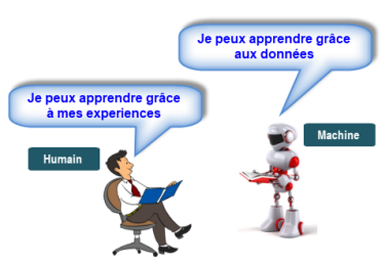 Je peux apprendre grâce
aux données
Je peux apprendre grâce
à mes experiences
Machine
Humain